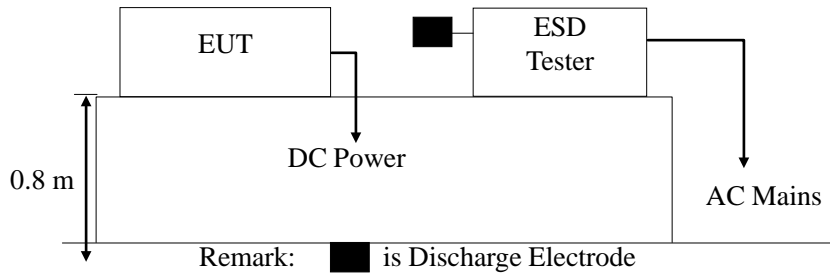 EUT
ESD
Tester
DC Power
0.8 m
AC Mains
Remark: is Discharge Electrode